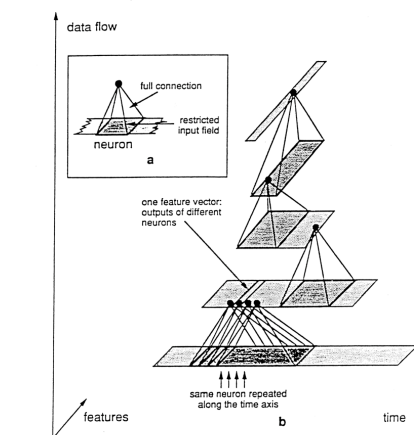 data flow
full connection
restricted
input field
neuron
a
one feature vector:
outputs of different
neurons
same neuron repeated
along the time axis
features
b
time